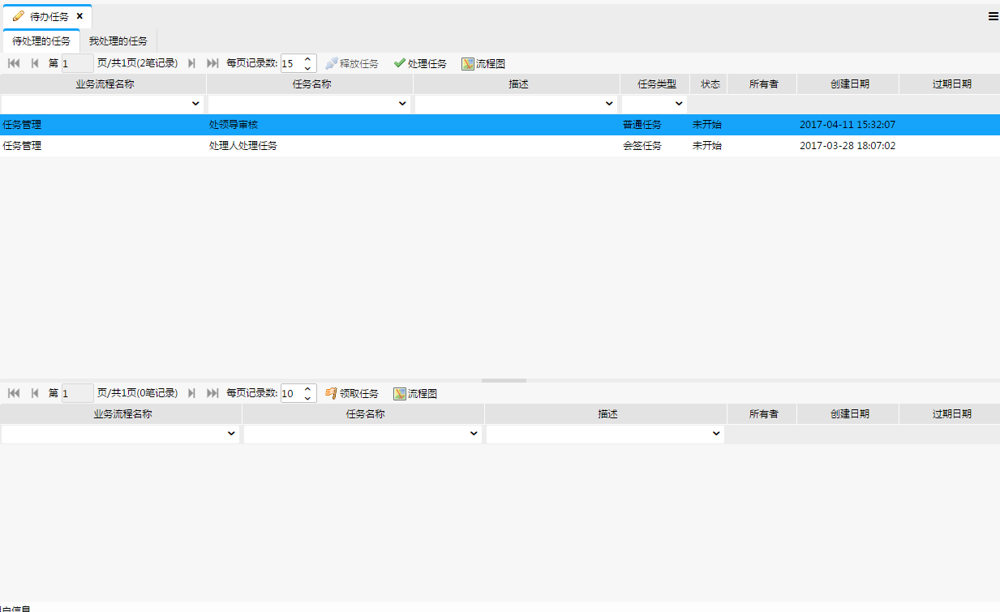 待办任务
待处理的任务 我处理的任务
第 1 页/共1页(2笔记录) 每页记录数: 15 释放任务 处理任务 流程图
业务流程名称 任务名称 描述 任务类型 状态 所有者 创建日期 过期日期
任务管理 处领导审核 普通任务 未开始 2017-04-11 15:32:07
任务管理 处理人处理任务 会签任务 未开始 2017-03-28 18:07:02
第 1 页/共1页(0笔记录) 每页记录数: 10 领取任务 流程图
业务流程名称 任务名称 描述 所有者 创建日期 过期日期
户信息